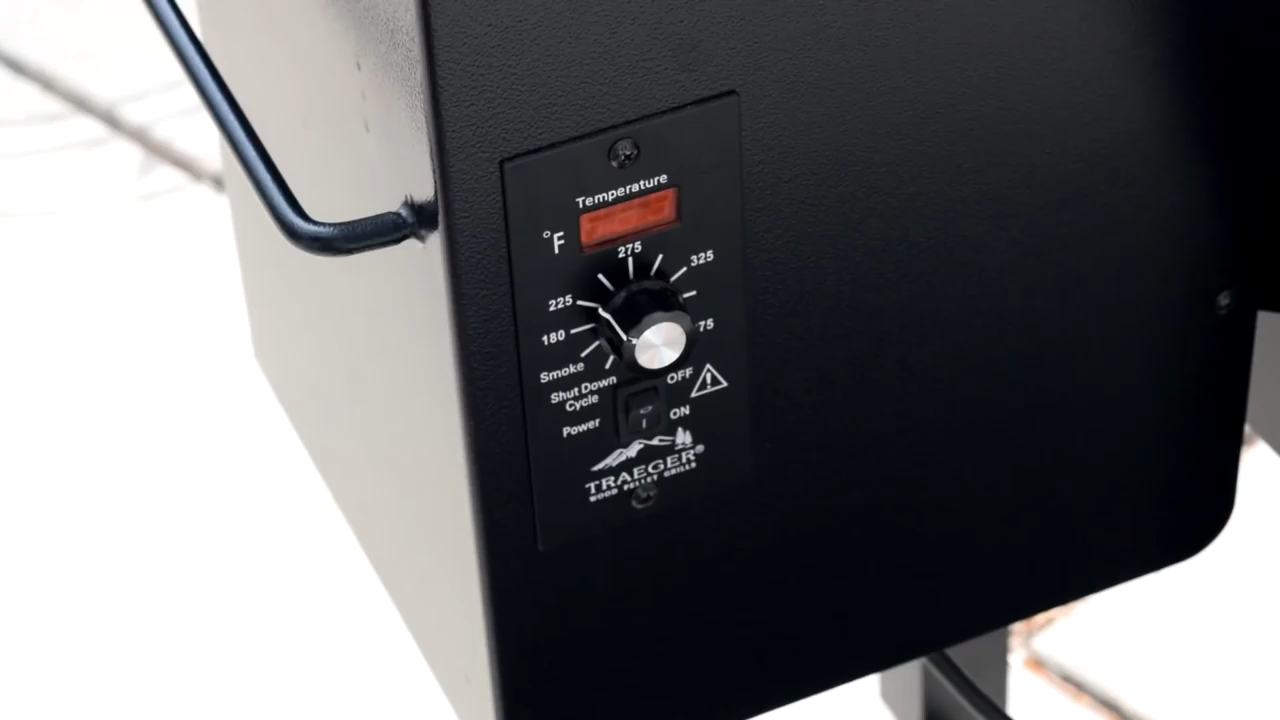 Temperature
°F
275
325
225
180
75
Smoke
Shut Down
Cycle
OFF
Power
ON
TRAEGER®
WOOD PELLET GRILLS